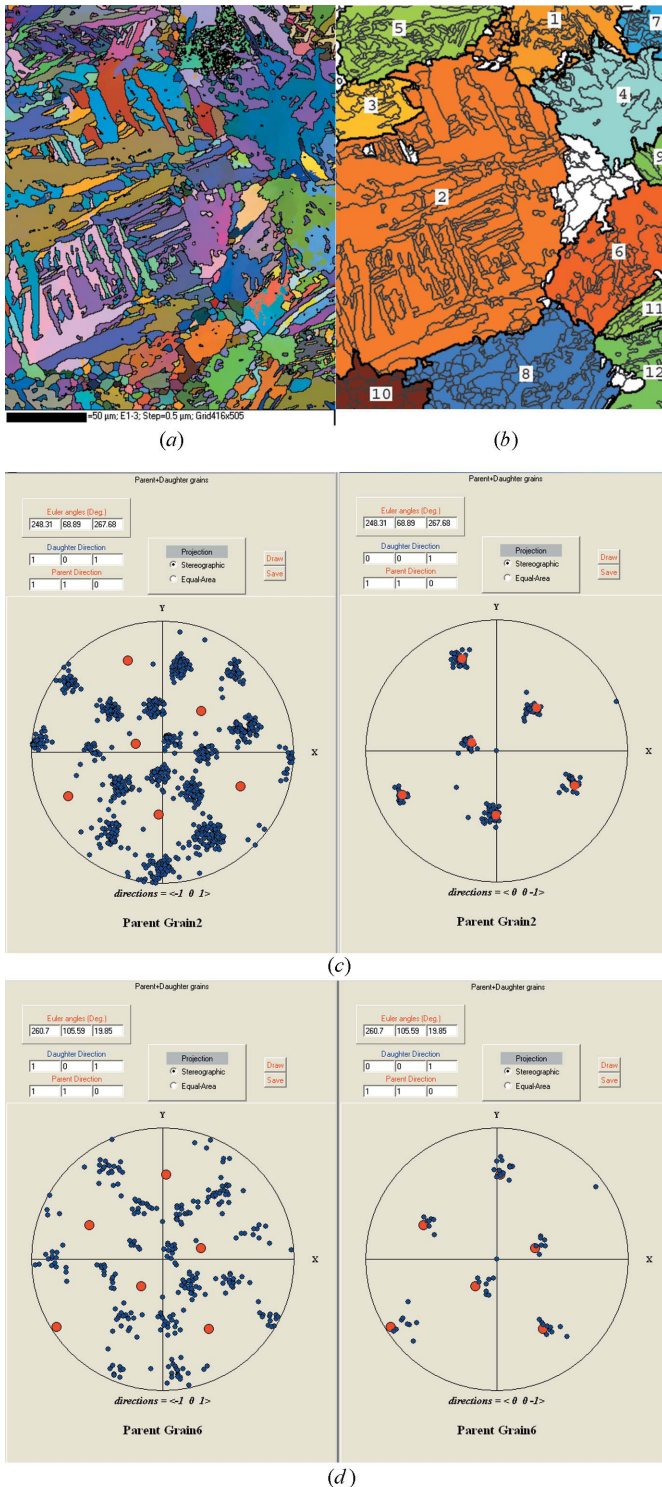 5
1
7
3
4
2
9
6
11
8
12
10
=50 µm; E1-3; Step=0.5 µm; Grid416x505
(a)
(b)
Parent+Daughter grains
Euler angles (Deg.)
248.31 68.89 267.68
Daughter Direction
1 0 1
Parent Direction
1 1 0
Projection
Stereographic
Equal-Area
Draw
Save
Y
X
directions = <-1 0 1>
Parent Grain2
Parent+Daughter grains
Euler angles (Deg.)
248.31 68.89 267.68
Daughter Direction
0 0 1
Parent Direction
1 1 0
Projection
Stereographic
Equal-Area
Draw
Save
Y
X
directions = < 0 0 -1>
Parent Grain2
(c)
Parent+Daughter grains
Euler angles (Deg.)
260.7 105.59 19.85
Daughter Direction
1 0 1
Parent Direction
1 1 0
Projection
Stereographic
Equal-Area
Draw
Save
Y
X
directions = <-1 0 1>
Parent Grain6
Parent+Daughter grains
Euler angles (Deg.)
260.7 105.59 19.85
Daughter Direction
0 0 1
Parent Direction
1 1 0
Projection
Stereographic
Equal-Area
Draw
Save
Y
X
directions = < 0 0 -1>
Parent Grain6
(d)